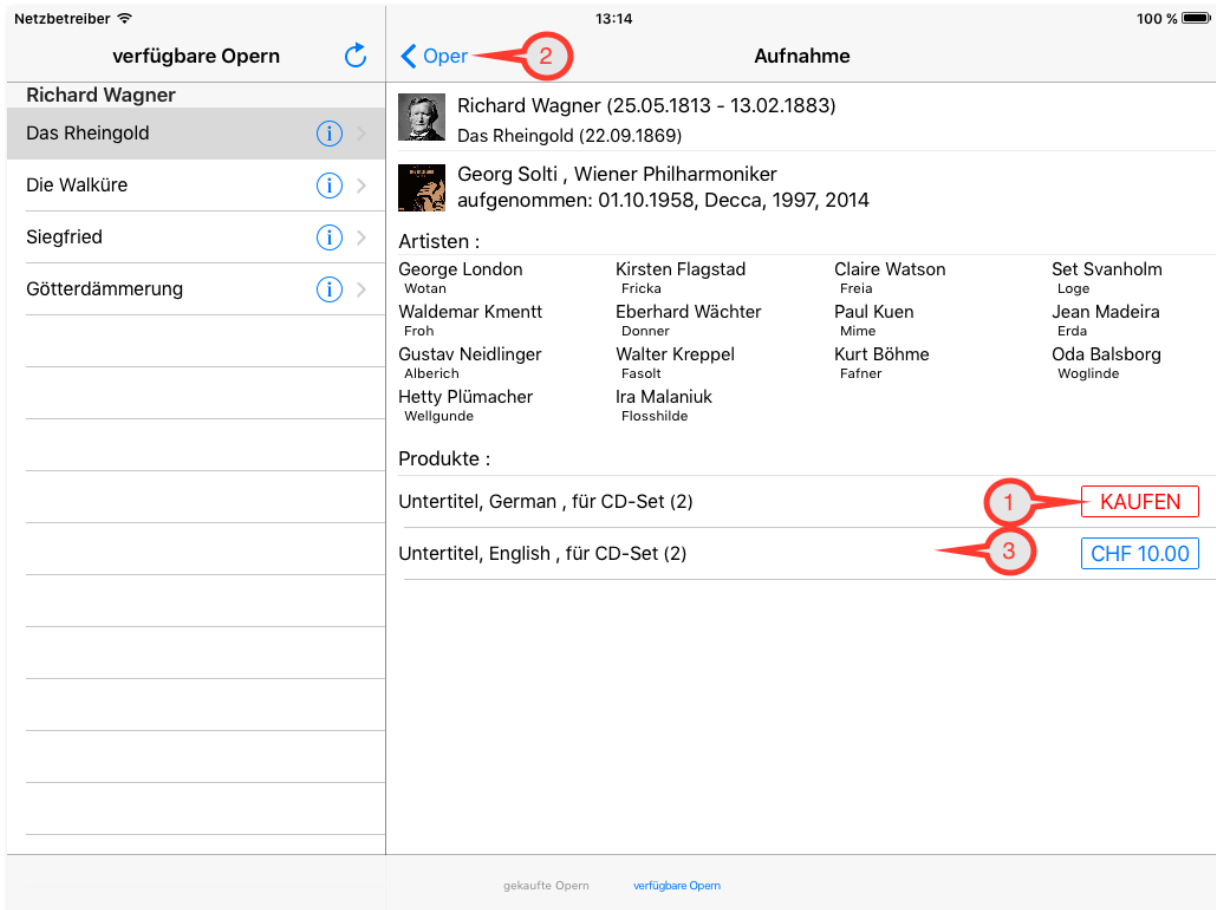 Netzbetreiber
13:14
100 %
verfügbare Opern
Oper
2
Aufnahme
Richard Wagner
Das Rheingold
Die Walküre
Siegfried
Götterdämmerung
Richard Wagner (25.05.1813 - 13.02.1883)
Das Rheingold (22.09.1869)
Georg Solti , Wiener Philharmoniker
aufgenommen: 01.10.1958, Decca, 1997, 2014
Artisten :
George London Kirsten Flagstad Claire Watson Set Svanholm
Wotan Fricka Freia Loge
Waldemar Kmentt Eberhard Wächter Paul Kuen Jean Madeira
Froh Donner Mime Erda
Gustav Neidlinger Walter Kreppel Kurt Böhme Oda Balsborg
Alberich Fasolt Fafner Woglinde
Hetty Plümacher Ira Malaniuk
Wellgunde Flosshilde
Produkte :
Untertitel, German , für CD-Set (2) 1 KAUFEN
Untertitel, English , für CD-Set (2) 3 CHF 10.00
gekaufte Opern verfügbare Opern